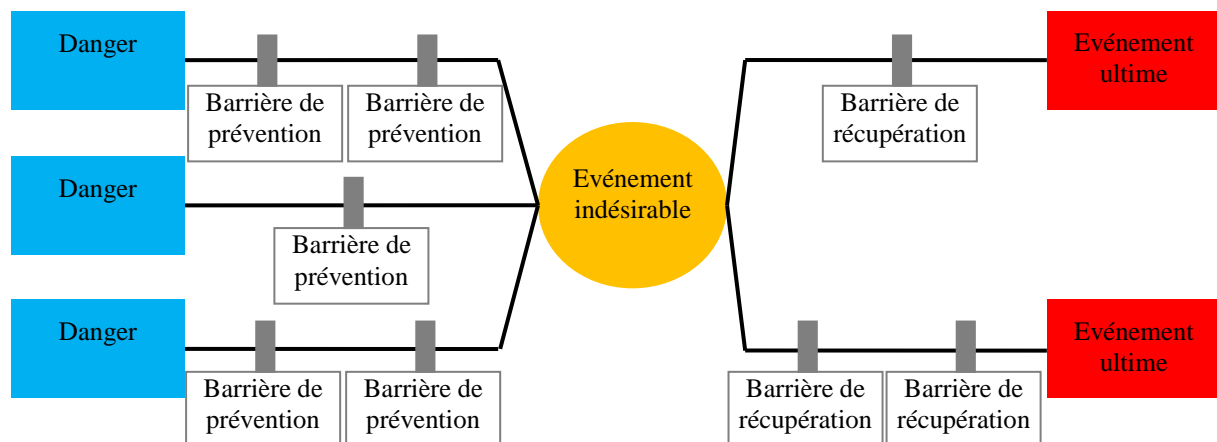 Danger
Barrière de
prévention
Barrière de
prévention
Danger
Barrière de
prévention
Danger
Barrière de
prévention
Barrière de
prévention
Evénement
indésirable
Barrière de
récupération
Evénement
ultime
Barrière de
récupération
Barrière de
récupération
Evénement
ultime